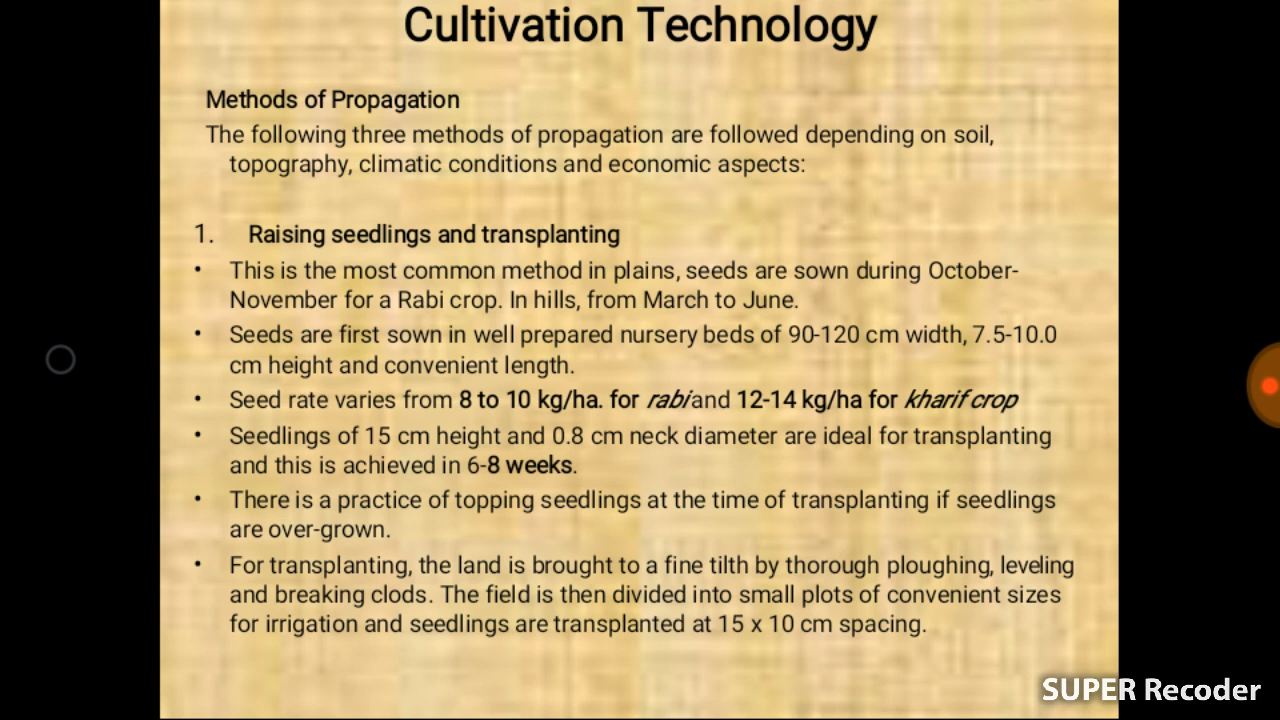 Cultivation Technology
Methods of Propagation
The following three methods of propagation are followed depending on soil,
topography, climatic conditions and economic aspects:
1. Raising seedlings and transplanting
• This is the most common method in plains, seeds are sown during October-
November for a Rabi crop. In hills, from March to June.
• Seeds are first sown in well prepared nursery beds of 90-120 cm width, 7.5-10.0
cm height and convenient length.
• Seed rate varies from 8 to 10 kg/ha. for rabi and 12-14 kg/ha for kharif crop
• Seedlings of 15 cm height and 0.8 cm neck diameter are ideal for transplanting
and this is achieved in 6-8 weeks.
• There is a practice of topping seedlings at the time of transplanting if seedlings
are over-grown.
• For transplanting, the land is brought to a fine tilth by thorough ploughing, leveling
and breaking clods. The field is then divided into small plots of convenient sizes
for irrigation and seedlings are transplanted at 15 x 10 cm spacing.
SUPER Recoder